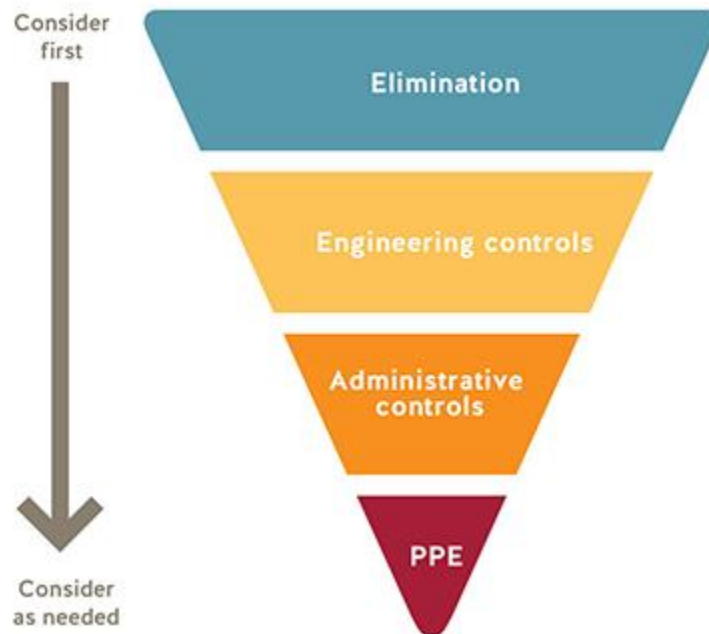 Consider
first
Elimination
Engineering controls
Administrative
controls
PPE
Consider
as needed